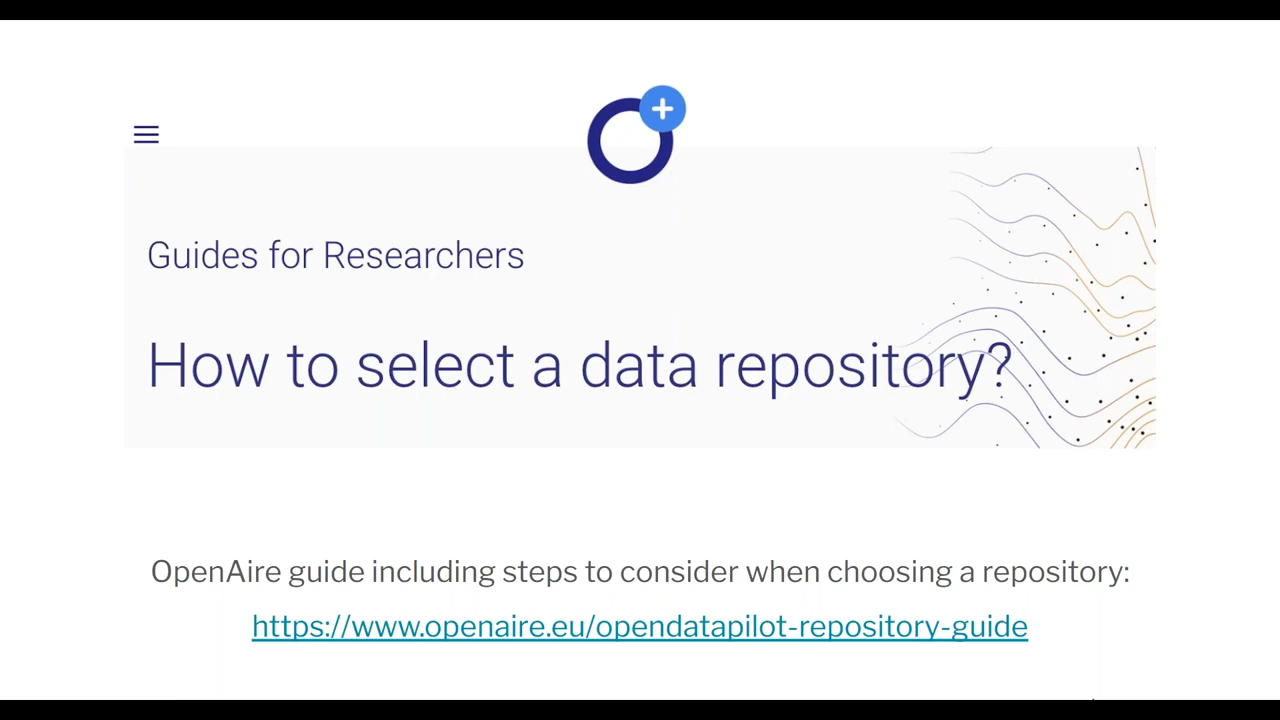 Guides for Researchers
How to select a data repository?
OpenAire guide including steps to consider when choosing a repository:
https://www.openaire.eu/opendatapilot-repository-guide